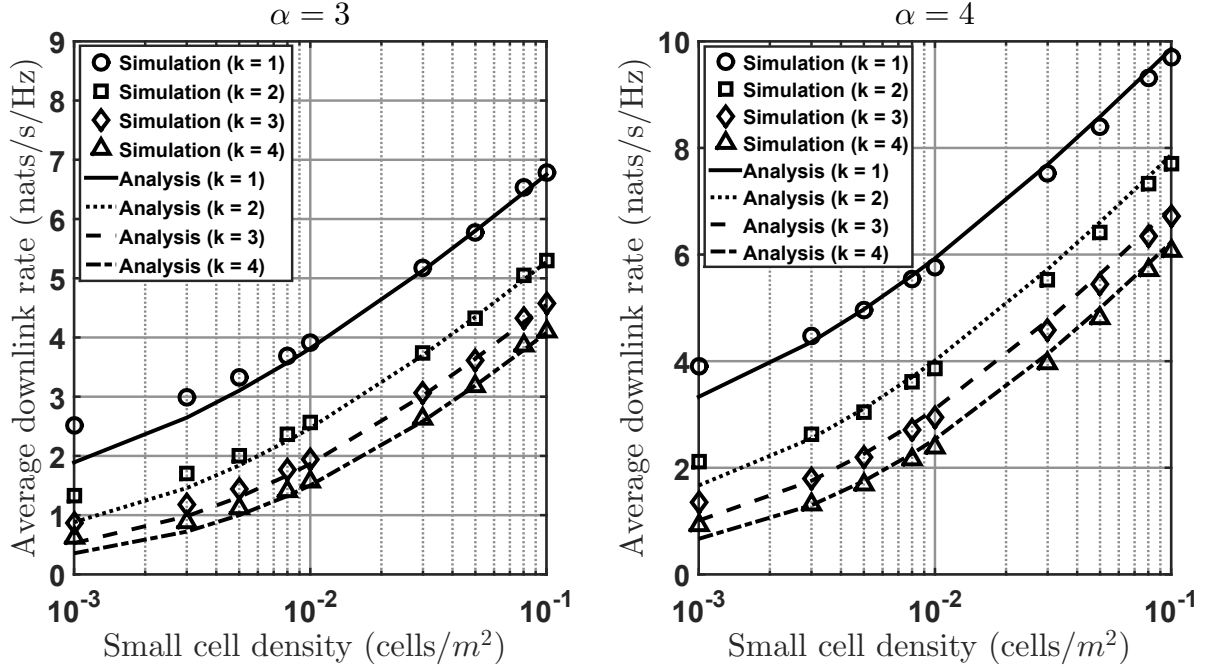 α = 3
Average downlink rate (nats/s/Hz)
9
8
7
6
5
4
3
2
1
0
Simulation (k = 1)
Simulation (k = 2)
Simulation (k = 3)
Simulation (k = 4)
Analysis (k = 1)
Analysis (k = 2)
Analysis (k = 3)
Analysis (k = 4)
10⁻³ 10⁻² 10⁻¹
Small cell density (cells/m²)
α = 4
Average downlink rate (nats/s/Hz)
10
8
6
4
2
0
Simulation (k = 1)
Simulation (k = 2)
Simulation (k = 3)
Simulation (k = 4)
Analysis (k = 1)
Analysis (k = 2)
Analysis (k = 3)
Analysis (k = 4)
10⁻³ 10⁻² 10⁻¹
Small cell density (cells/m²)